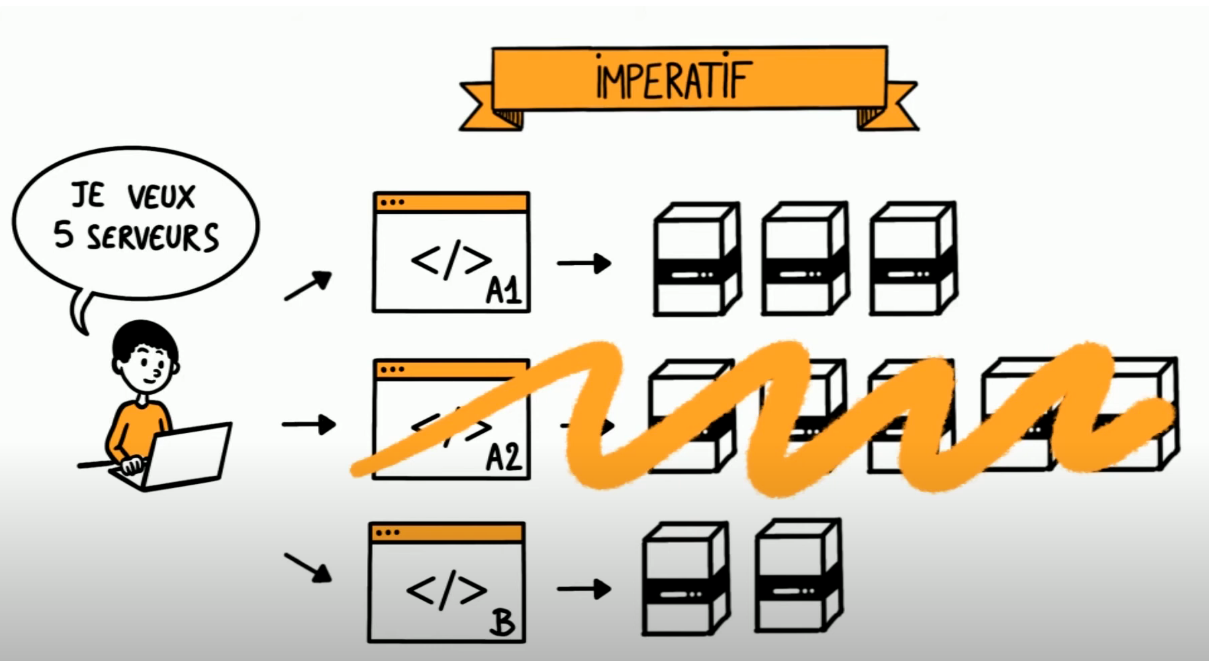 IMPERATIF
JE VEUX
5 SERVEURS
</>
A1
</>
A2
</>
B